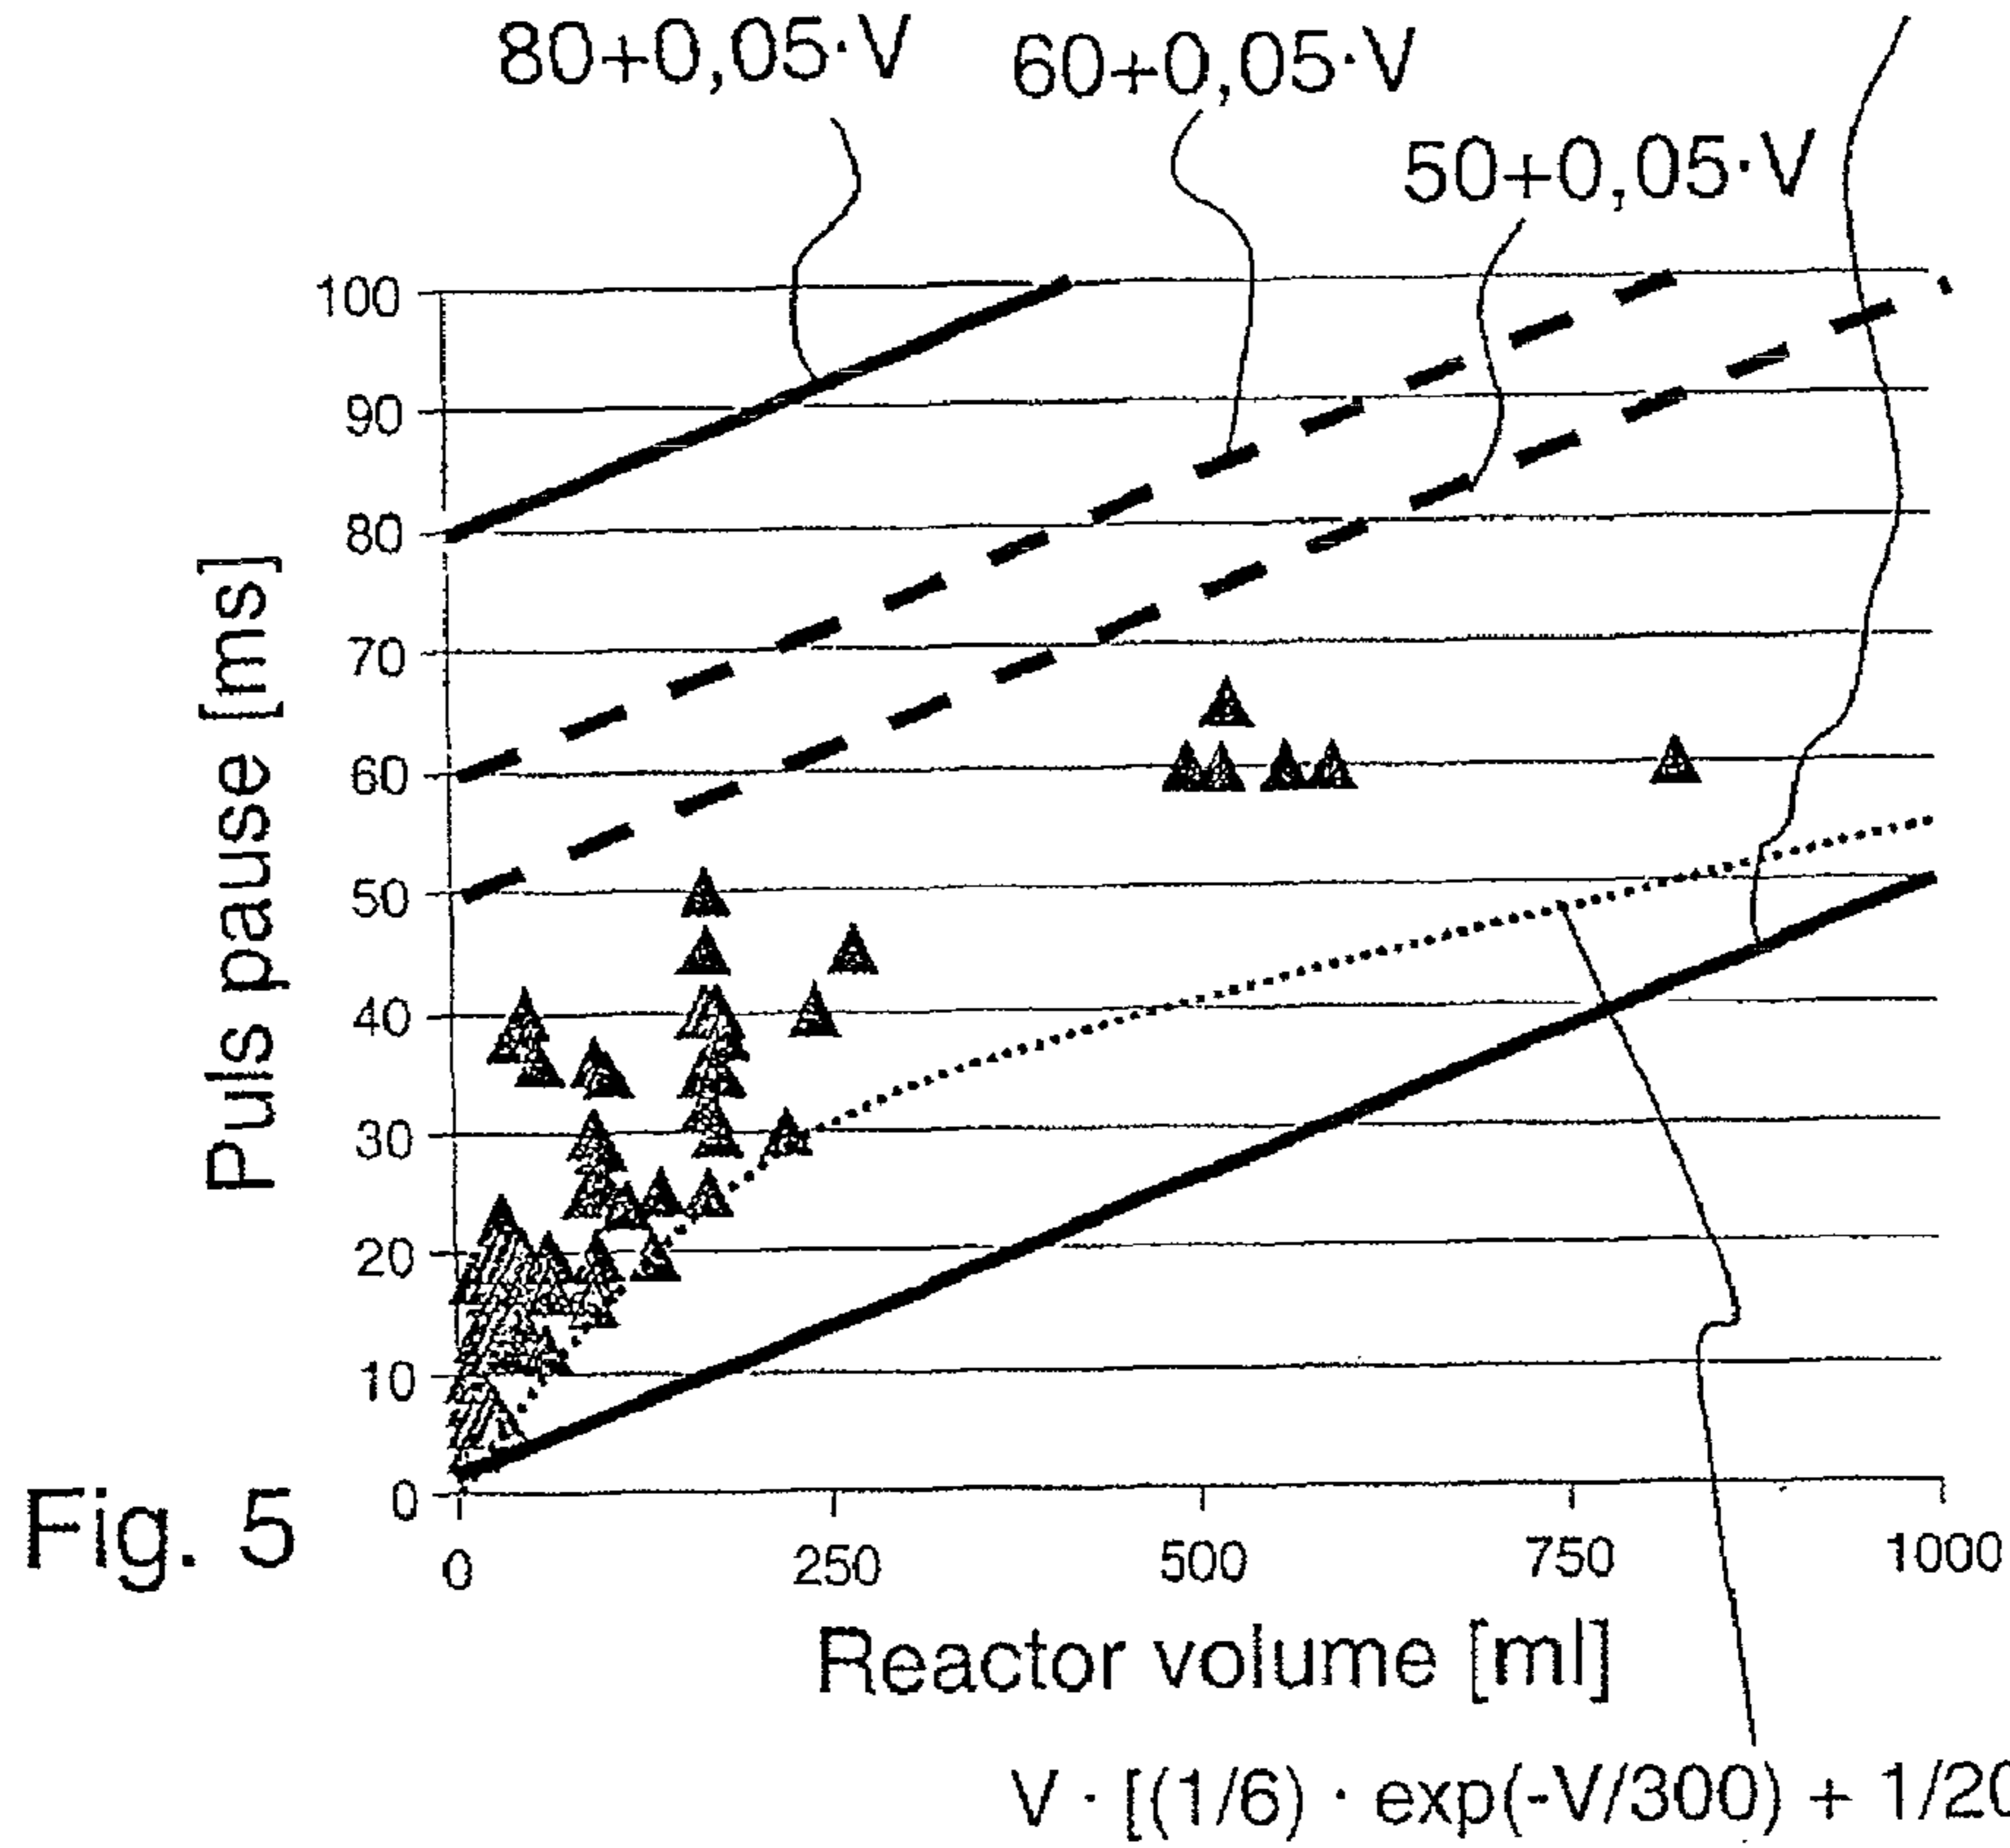 80+0,05·V
60+0,05·V
50+0,05·V
100
90
80
70
60
50
40
30
20
10
0
Puls pause [ms]
Fig. 5
0
250
500
750
1000
Reactor volume [ml]
V · [(1/6) · exp(-V/300) + 1/20